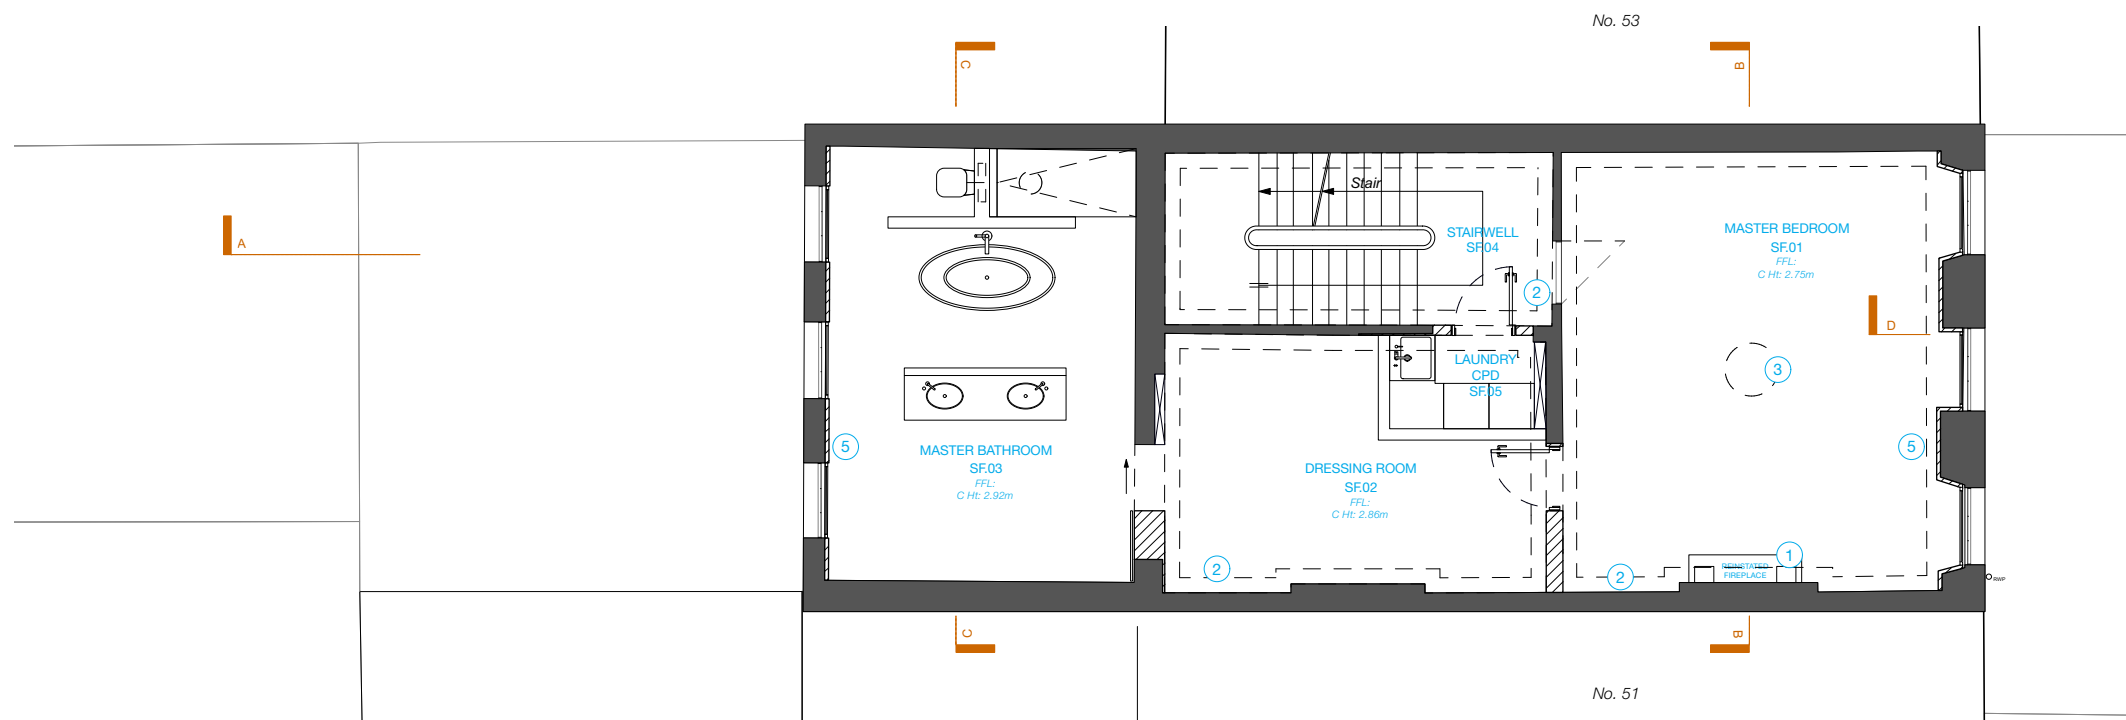 No. 53
C
B
A
Stair
STAIRWELL
SF.04
2
MASTER BEDROOM
SF.01
FFL:
C Ht: 2.75m
D
LAUNDRY
CPD
SF.05
3
MASTER BATHROOM
SF.03
FFL:
C Ht: 2.92m
5
DRESSING ROOM
SF.02
FFL:
C Ht: 2.86m
5
2
2
1
REINSTATED
FIREPLACE
RWP
C
B
No. 51